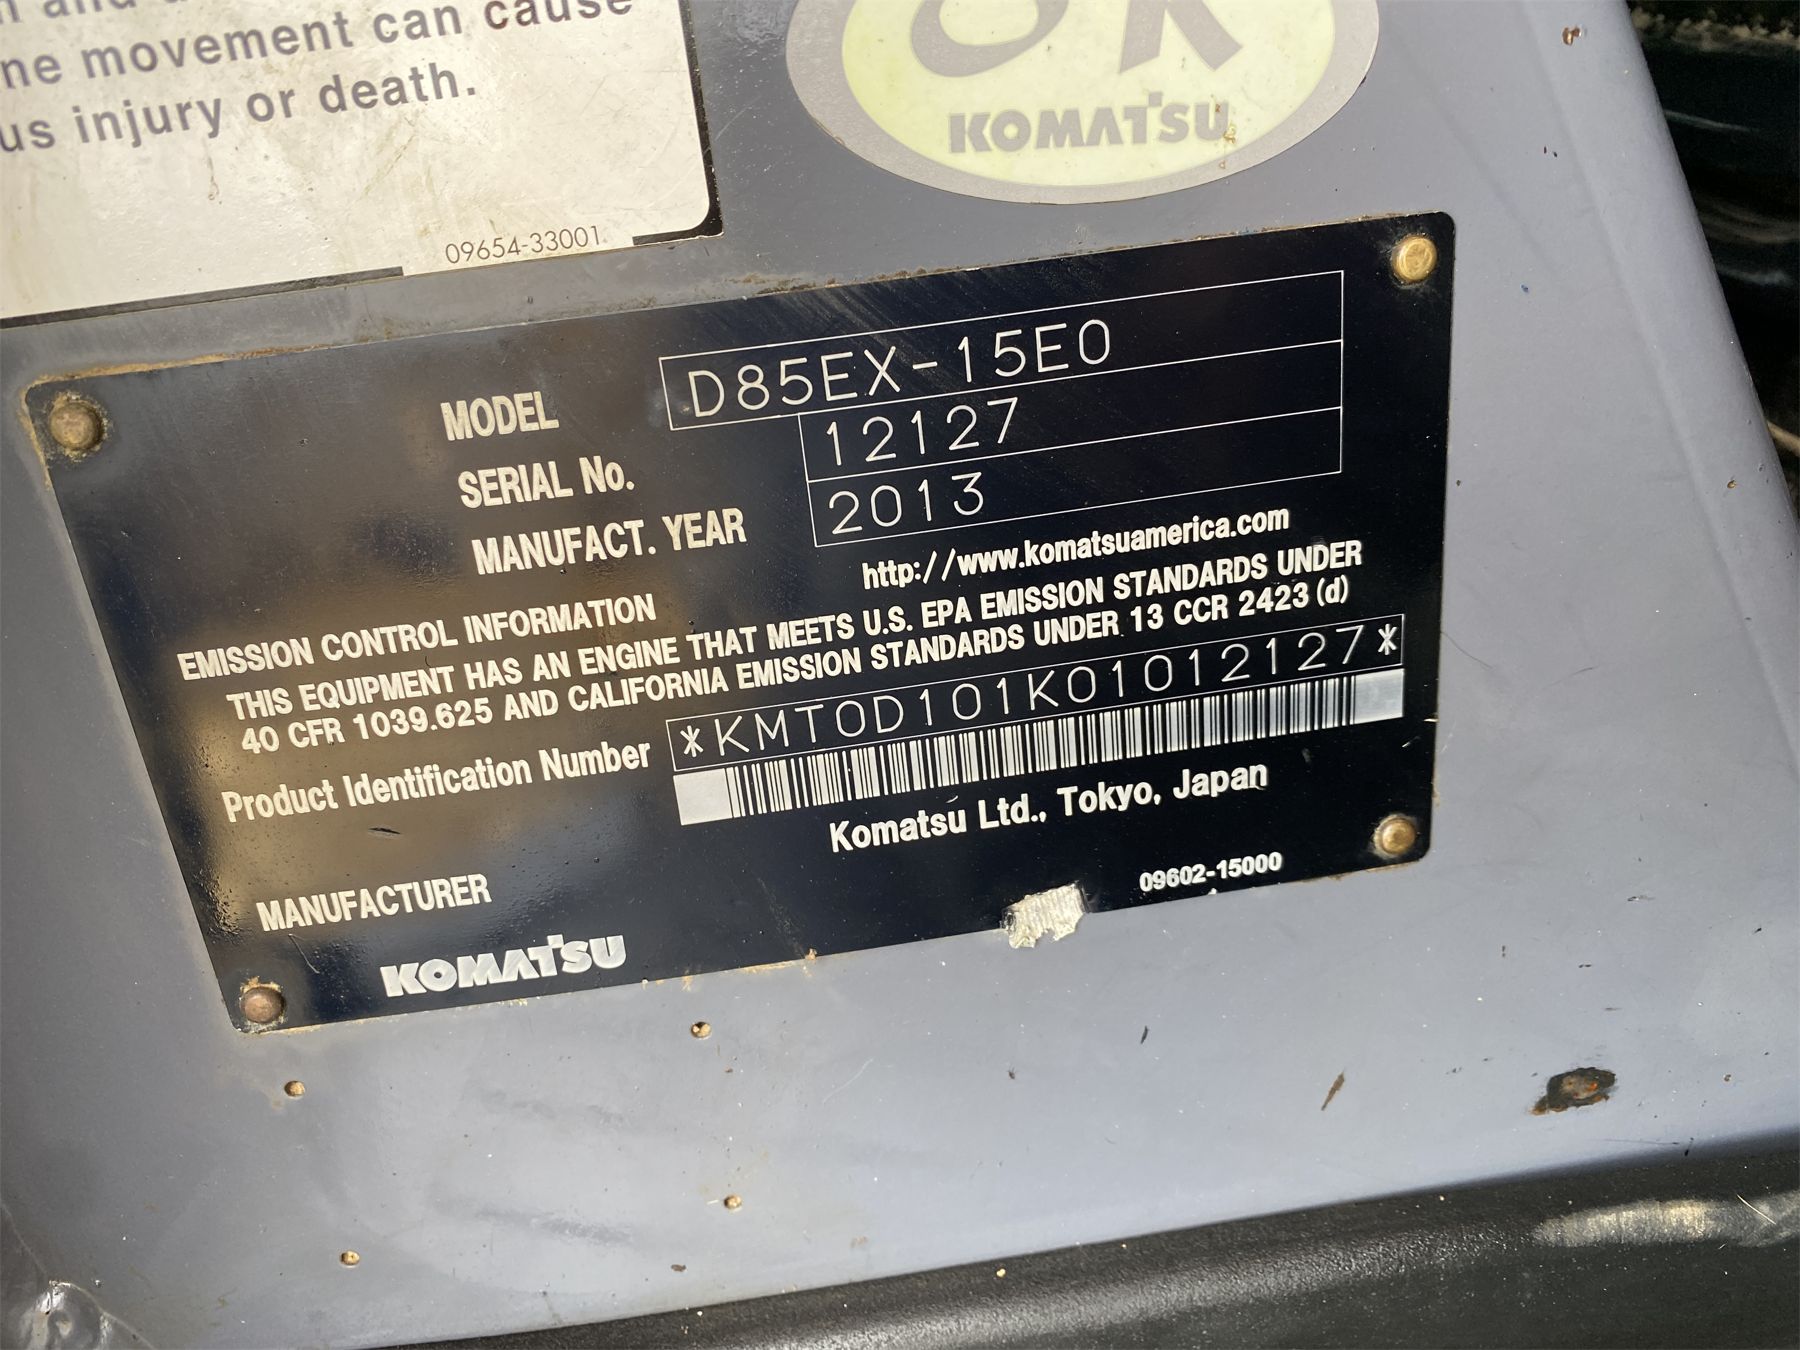 and
ne movement can cause
us injury or death.
09654-33001
OK
KOMATSU
MODEL D85EX-15E0
SERIAL No. 12127
MANUFACT. YEAR 2013
http://www.komatsuamerica.com
EMISSION CONTROL INFORMATION
THIS EQUIPMENT HAS AN ENGINE THAT MEETS U.S. EPA EMISSION STANDARDS UNDER
40 CFR 1039.625 AND CALIFORNIA EMISSION STANDARDS UNDER 13 CCR 2423 (d)
Product Identification Number *KMT0D101K01012127*
Komatsu Ltd., Tokyo, Japan
MANUFACTURER
09602-15000
KOMATSU